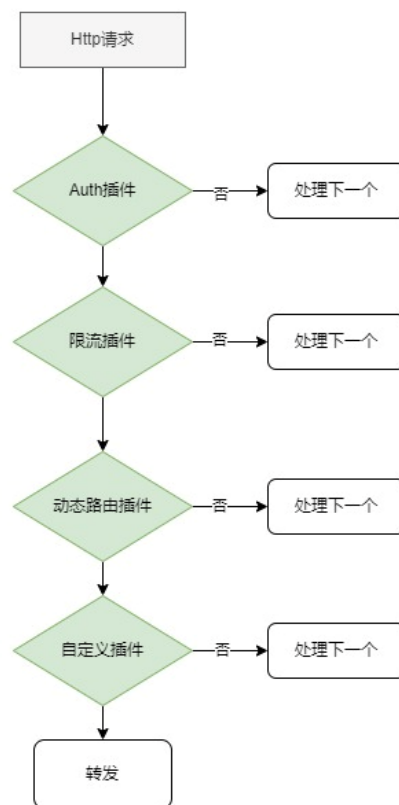 Http请求
Auth插件
否
处理下一个
限流插件
否
处理下一个
动态路由插件
否
处理下一个
自定义插件
否
处理下一个
转发